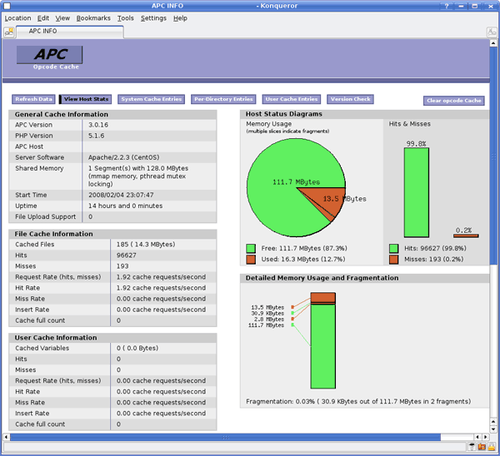 APC INFO - Konqueror
Location Edit View Bookmarks Tools Settings Help
APC INFO
APC
Opcode Cache
Refresh Data View Host Stats System Cache Entries Per-Directory Entries User Cache Entries Version Check Clear opcode Cache
General Cache Information
APC Version 3.0.16
PHP Version 5.1.6
APC Host
Server Software Apache/2.2.3 (CentOS)
Shared Memory 1 Segment(s) with 128.0 MBytes
(mmap memory, pthread mutex
locking)
Start Time 2008/02/04 23:07:47
Uptime 14 hours and 0 minutes
File Upload Support 0
File Cache Information
Cached Files 185 ( 14.3 MBytes)
Hits 96627
Misses 193
Request Rate (hits, misses) 1.92 cache requests/second
Hit Rate 1.92 cache requests/second
Miss Rate 0.00 cache requests/second
Insert Rate 0.00 cache requests/second
Cache full count 0
User Cache Information
Cached Variables 0 ( 0.0 Bytes)
Hits 0
Misses 0
Request Rate (hits, misses) 0.00 cache requests/second
Hit Rate 0.00 cache requests/second
Miss Rate 0.00 cache requests/second
Insert Rate 0.00 cache requests/second
Cache full count 0
Host Status Diagrams
Memory Usage
(multiple slices indicate fragments)
Hits & Misses
111.7 MBytes
13.5 MBytes
99.8%
0.2%
Free: 111.7 MBytes (87.3%)
Used: 16.3 MBytes (12.7%)
Hits: 96627 (99.8%)
Misses: 193 (0.2%)
Detailed Memory Usage and Fragmentation
13.5 MBytes
30.9 KBytes
2.8 MBytes
111.7 MBytes
Fragmentation: 0.03% ( 30.9 KBytes out of 111.7 MBytes in 2 fragments)